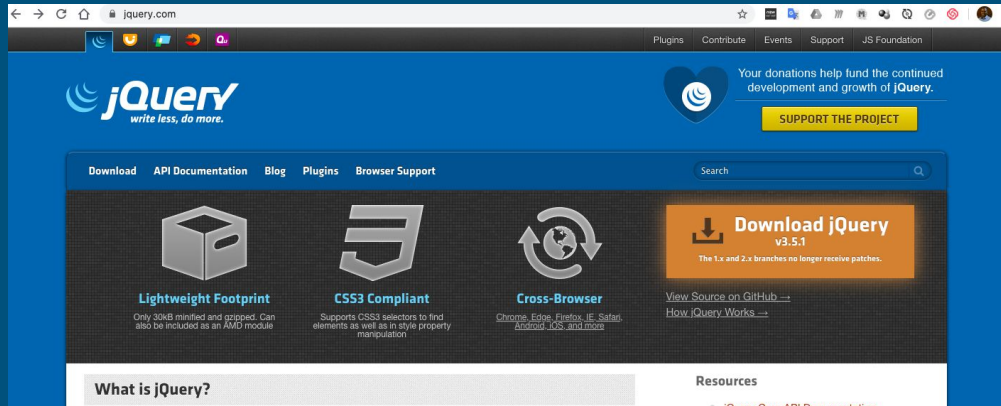 jquery.com
Plugins Contribute Events Support JS Foundation
jQuery
write less, do more.
Your donations help fund the continued
development and growth of jQuery.
SUPPORT THE PROJECT
Download API Documentation Blog Plugins Browser Support
Search
Lightweight Footprint
Only 30kB minified and gzipped. Can
also be included as an AMD module
CSS3 Compliant
Supports CSS3 selectors to find
elements as well as in style property
manipulation
Cross-Browser
Chrome, Edge, Firefox, IE, Safari,
Android, iOS, and more
Download jQuery
v3.5.1
The 1.x and 2.x branches no longer receive patches.
View Source on GitHub →
How jQuery Works →
What is jQuery?
Resources